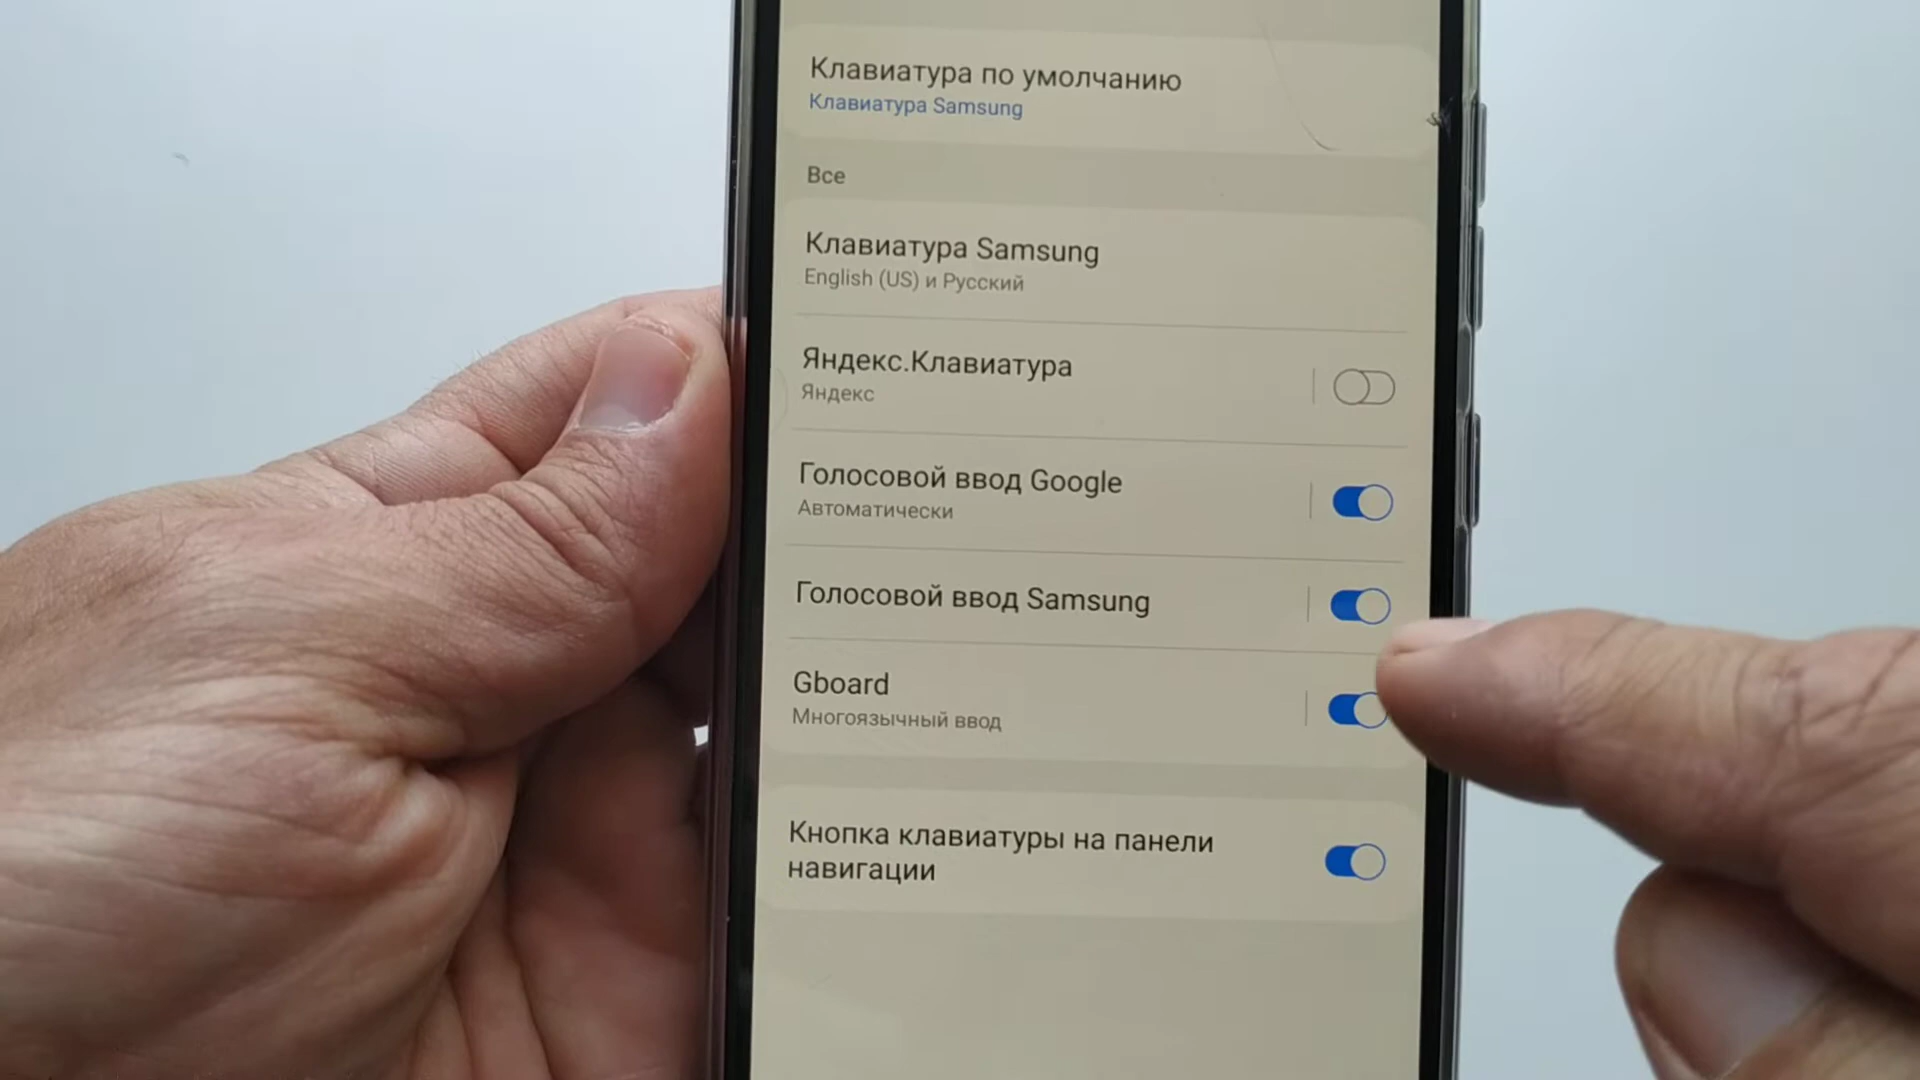 Клавиатура по умолчанию
Клавиатура Samsung
Все
Клавиатура Samsung
English (US) и Русский
Яндекс.Клавиатура
Яндекс
Голосовой ввод Google
Автоматически
Голосовой ввод Samsung
Gboard
Многоязычный ввод
Кнопка клавиатуры на панели
навигации